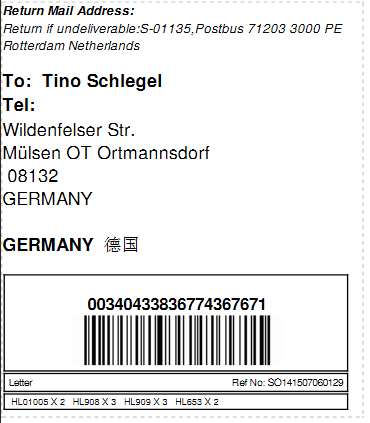 Return Mail Address:
Return if undeliverable:S-01135,Postbus 71203 3000 PE
Rotterdam Netherlands
To: Tino Schlegel
Tel:
Wildenfelser Str.
Mülsen OT Ortmannsdorf
08132
GERMANY
GERMANY 德国
00340433836774367671
Letter Ref No: SO141507060129
HL01005 X 2 HL908 X 3 HL909 X 3 HL653 X 2